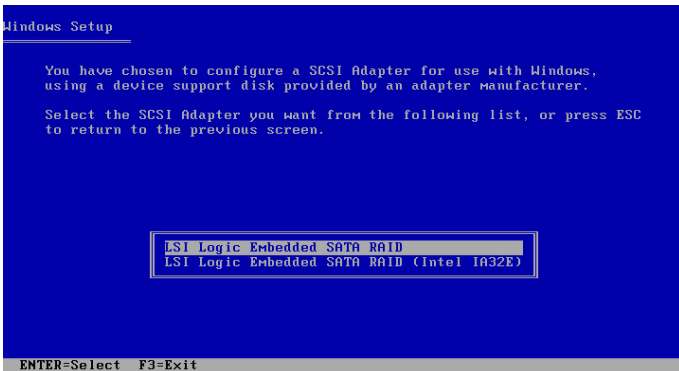 Windows Setup
You have chosen to configure a SCSI Adapter for use with Windows,
using a device support disk provided by an adapter manufacturer.
Select the SCSI Adapter you want from the following list, or press ESC
to return to the previous screen.
LSI Logic Embedded SATA RAID
LSI Logic Embedded SATA RAID (Intel IA32E)
ENTER=Select F3=Exit